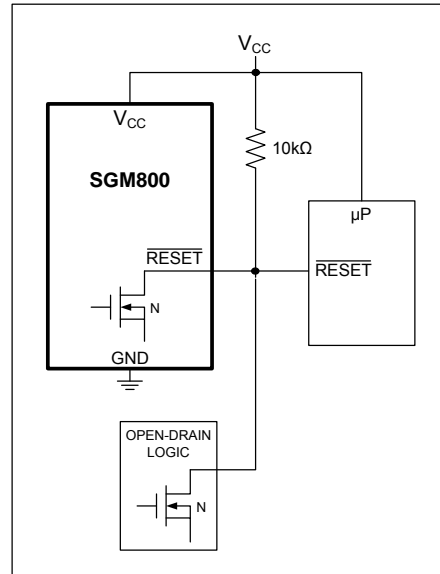 VCC
VCC
SGM800
10kΩ
µP
RESET
RESET
N
GND
OPEN-DRAIN
LOGIC
N